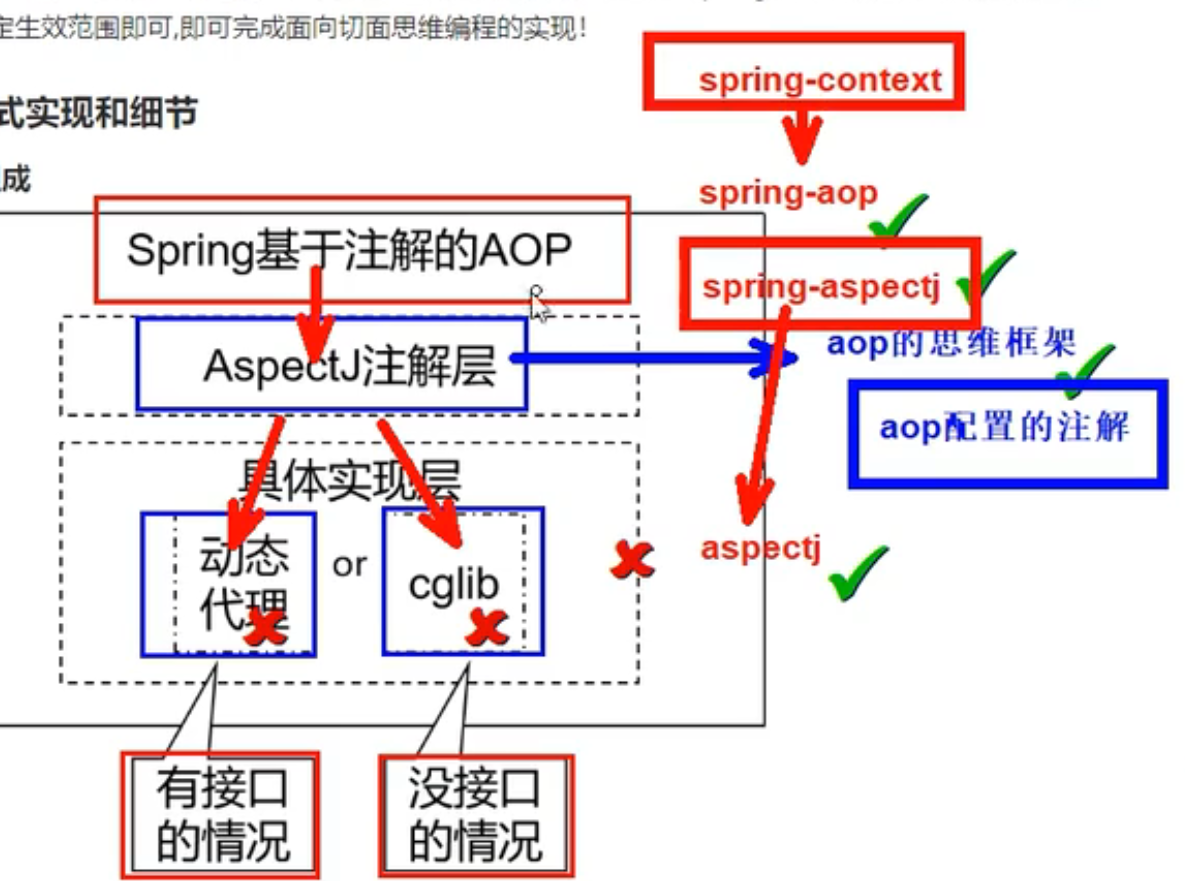 定生效范围即可,即可完成面向切面思维编程的实现!
spring-context
式实现和细节
成
spring-aop
Spring基于注解的AOP
spring-aspectj
aop的思维框架
AspectJ注解层
aop配置的注解
具体实现层
aspectj
动态
代理
or
cglib
有接口
的情况
没接口
的情况